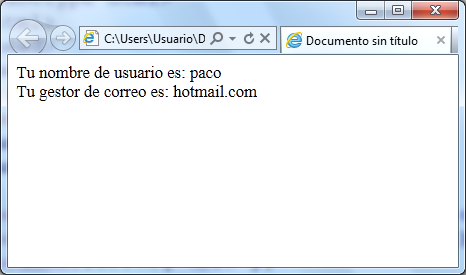 C:\Users\Usuario\D
Documento sin título
Tu nombre de usuario es: paco
Tu gestor de correo es: hotmail.com